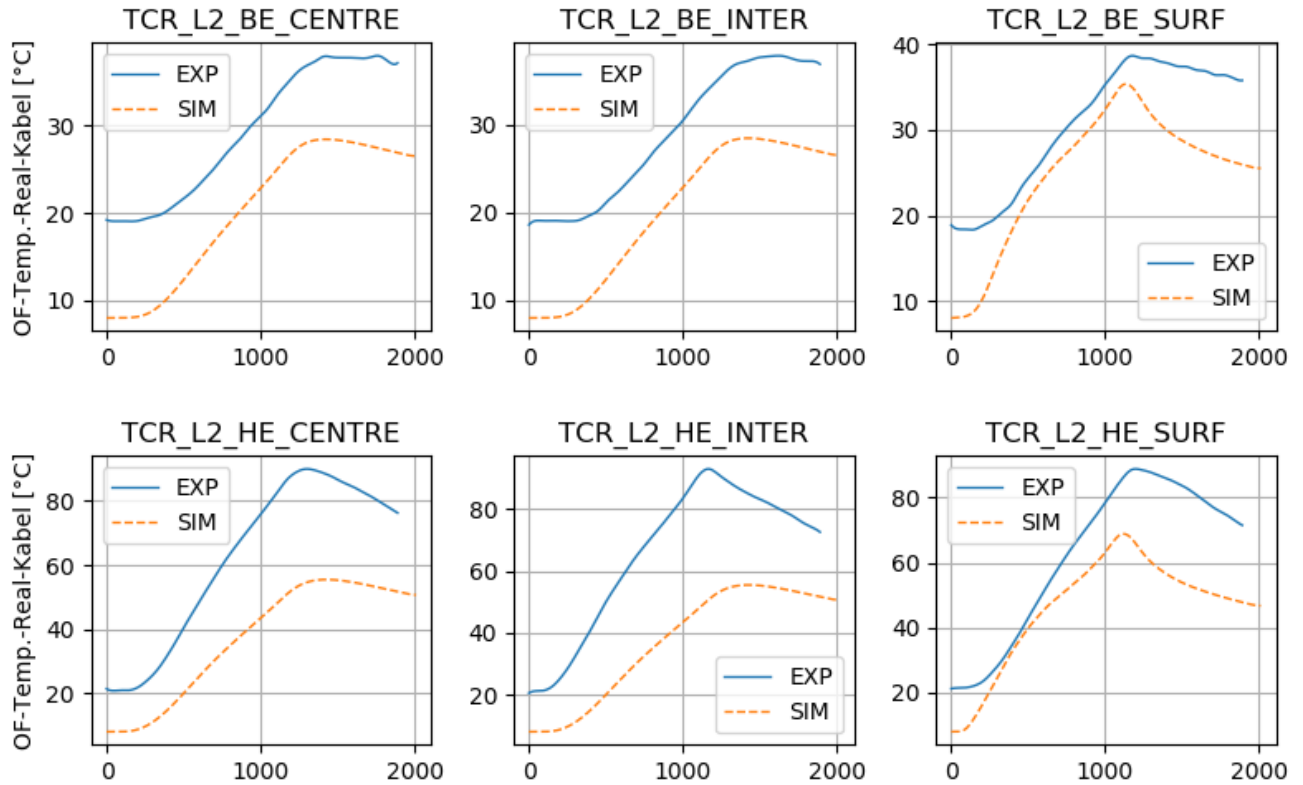 TCR_L2_BE_CENTRE
TCR_L2_BE_INTER
TCR_L2_BE_SURF
OF-Temp.-Real-Kabel [°C]
EXP
SIM
30
20
10
0
1000
2000
EXP
SIM
30
20
10
0
1000
2000
40
30
20
10
EXP
SIM
0
1000
2000
TCR_L2_HE_CENTRE
TCR_L2_HE_INTER
TCR_L2_HE_SURF
OF-Temp.-Real-Kabel [°C]
EXP
SIM
80
60
40
20
0
1000
2000
80
60
40
20
EXP
SIM
0
1000
2000
EXP
SIM
80
60
40
20
0
1000
2000